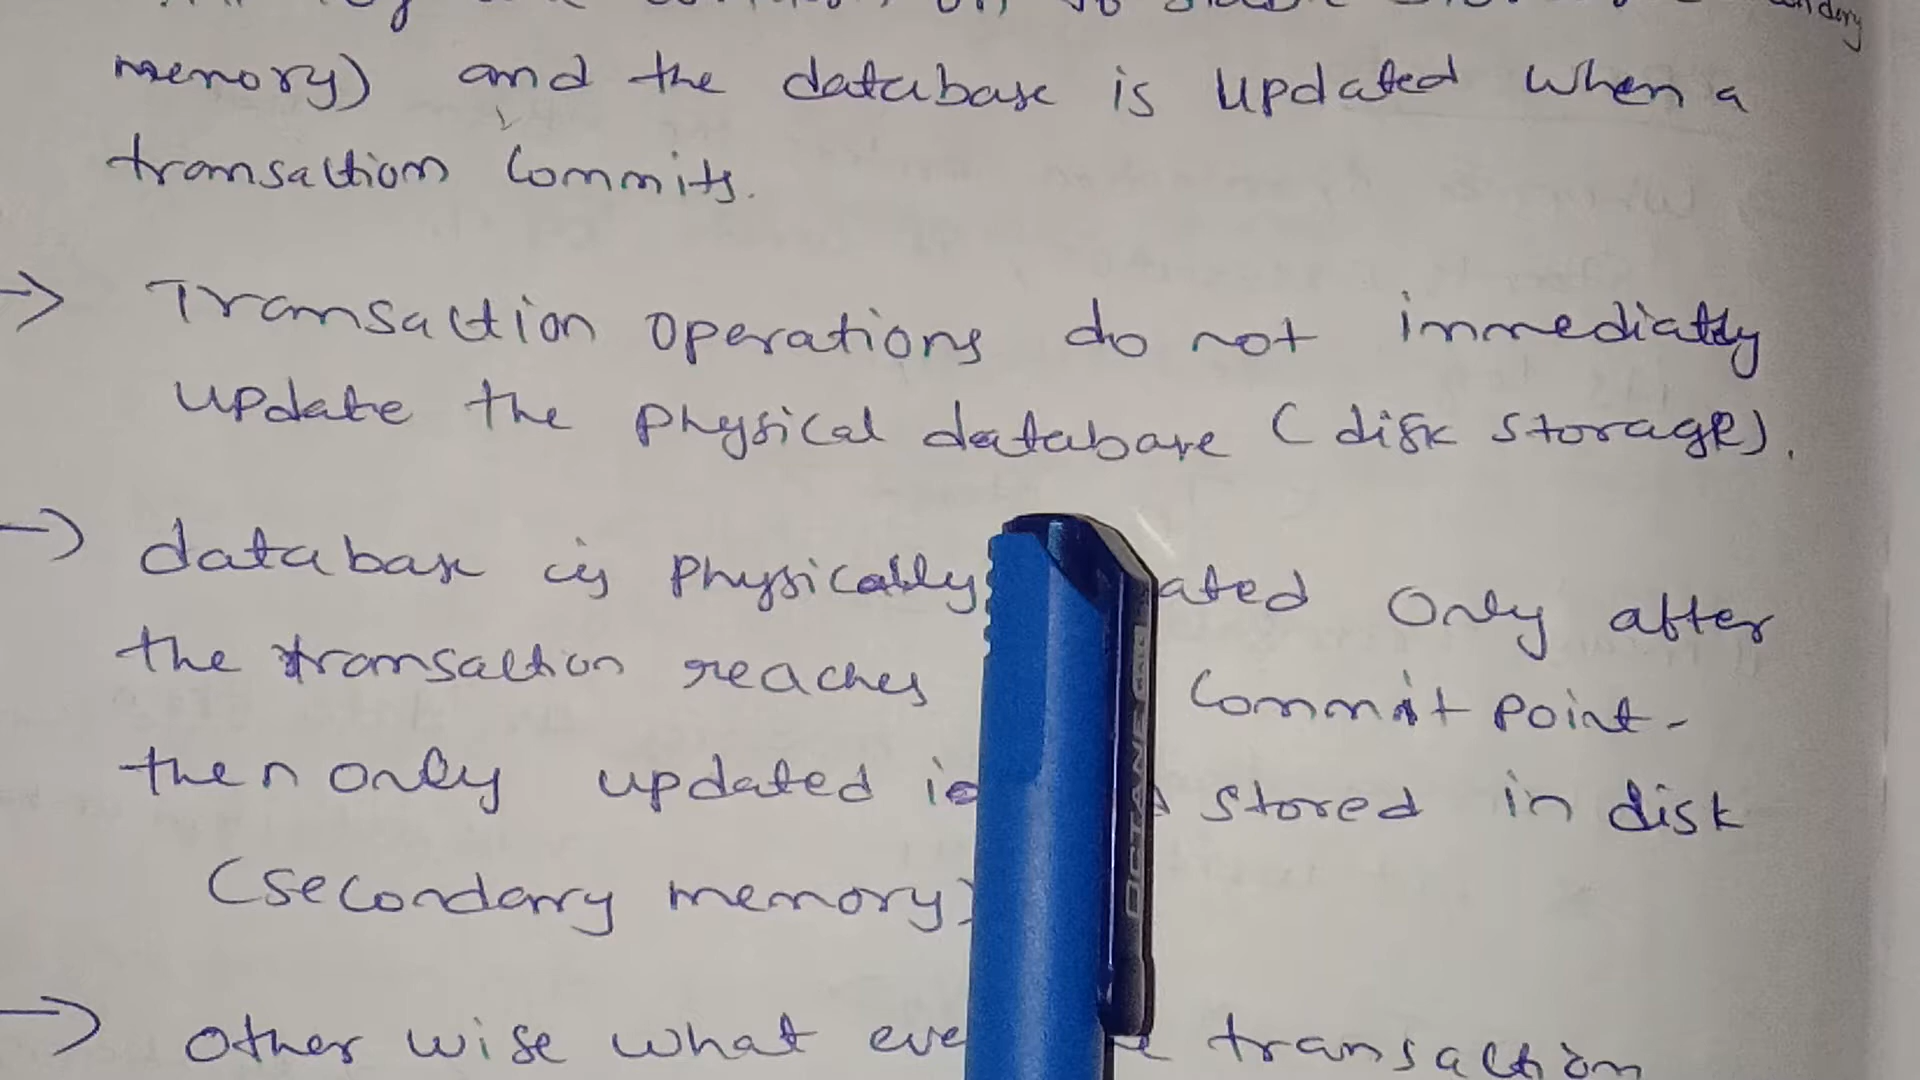 memory) and the database is updated when a
transaction commits.
→ Transaction operations do not immediatly
update the physical database (disk storage).
→ database is physically ated only after
the transaction reaches commit point-
then only updated stored in disk
(secondary memory)
→ other wise what eve transaction
OCTANE